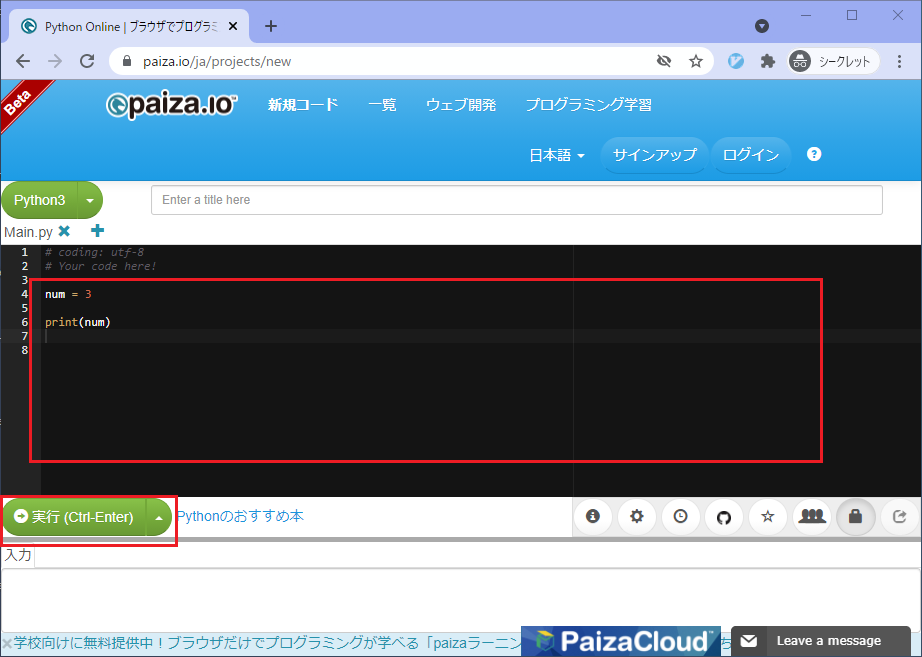 Python Online | ブラウザでプログラミ
paiza.io/ja/projects/new
シークレット
Beta
paiza.io™
新規コード 一覧 ウェブ開発 プログラミング学習
日本語 サインアップ ログイン ?
Python3
Enter a title here
Main.py
1 # coding: utf-8
2 # Your code here!
3
4 num = 3
5
6 print(num)
7
8
実行 (Ctrl-Enter)
Pythonのおすすめ本
入力
学校向けに無料提供中！ブラウザだけでプログラミングが学べる「paizaラーニン
PaizaCloud™
Leave a message